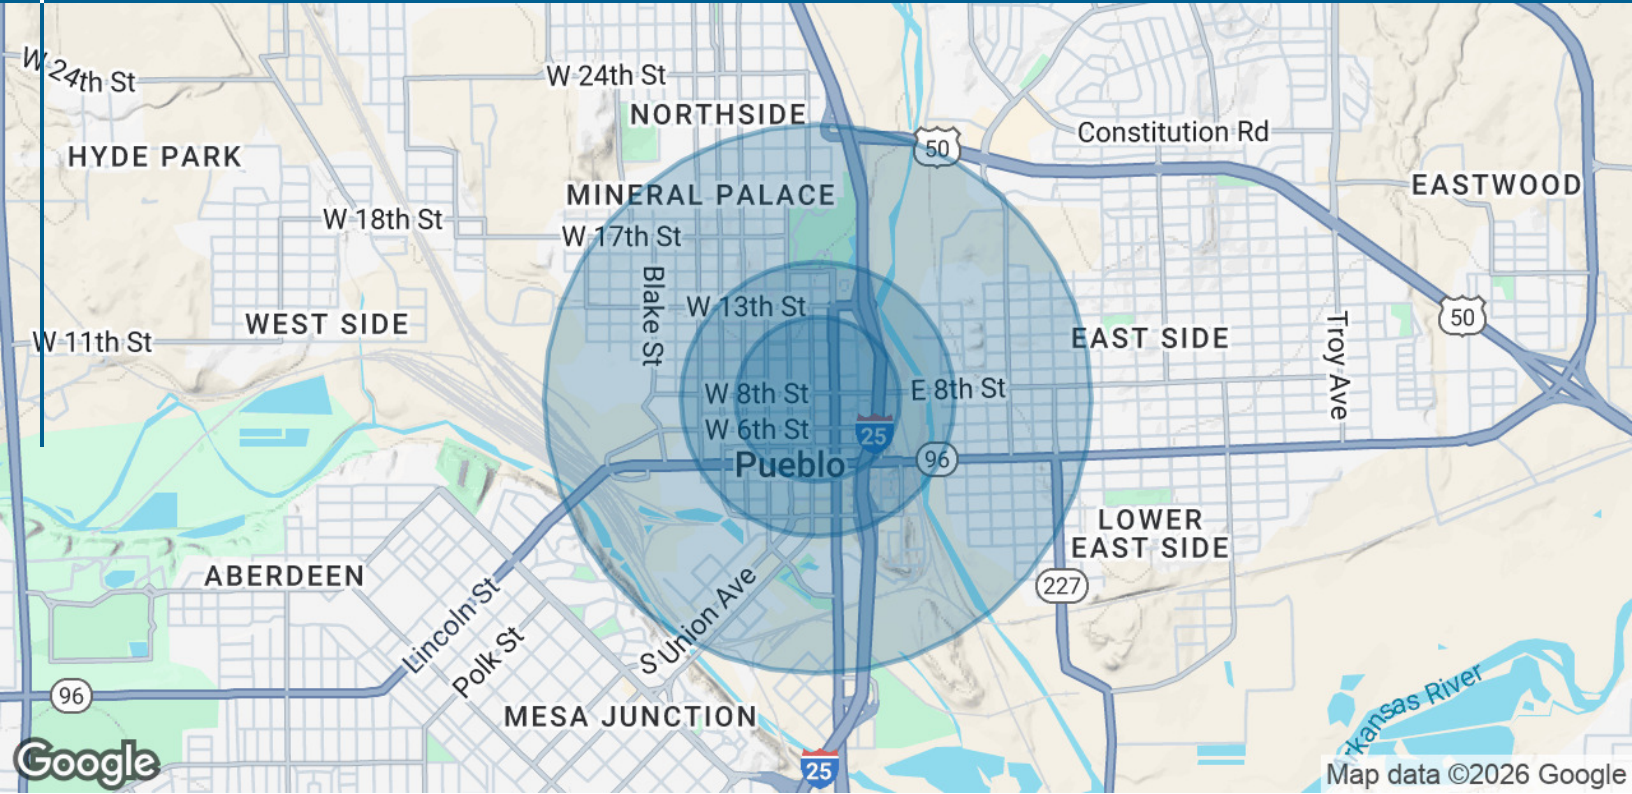 W 24th St
W 24th St
NORTHSIDE
Constitution Rd
50
HYDE PARK
EASTWOOD
MINERAL PALACE
W 18th St
W 17th St
Blake St
W 13th St
WEST SIDE
W 11th St
EAST SIDE
Troy Ave
50
W 8th St
E 8th St
W 6th St
25
Pueblo
96
LOWER
EAST SIDE
ABERDEEN
227
Lincoln St
Polk St
S Union Ave
96
MESA JUNCTION
Arkansas River
25
Google
Map data ©2026 Google